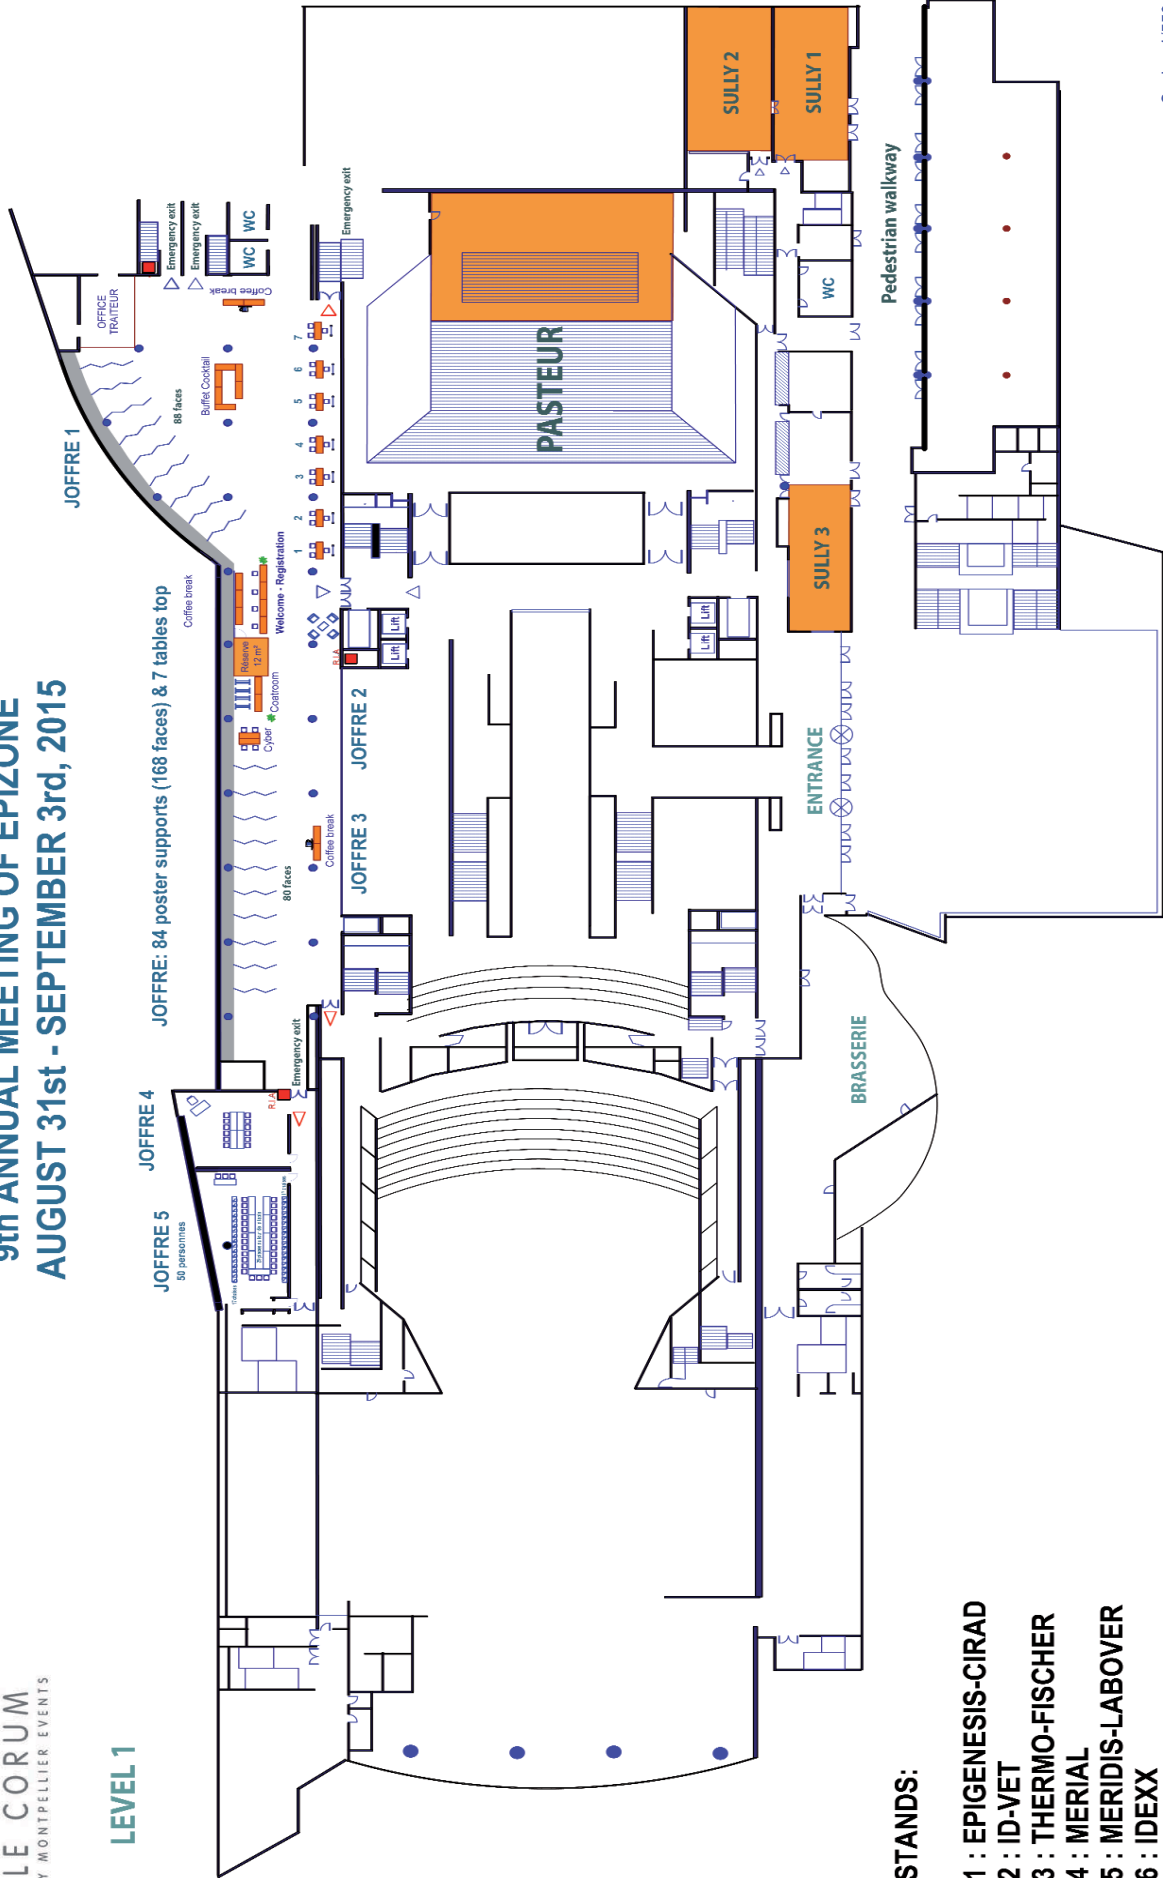 9th ANNUAL MEETING OF EPIZONE
AUGUST 31st - SEPTEMBER 3rd, 2015
LE CORUM
MONTPELLIER EVENTS
LEVEL 1
JOFFRE: 84 poster supports (168 faces) & 7 tables top
JOFFRE 5
50 personnes
JOFFRE 4
R.I.A
Emergency exit
80 faces
Coffee break
JOFFRE 3
JOFFRE 2
Cyber
Coatroom
Réserve
12 m²
R.I.A
Welcome - Registration
Coffee break
JOFFRE 1
88 faces
Buffet Cocktail
OFFICE
TRAITEUR
Coffee break
Emergency exit
Emergency exit
WC
WC
Emergency exit
1
2
3
4
5
6
7
Lift
Lift
PASTEUR
Lift
Lift
SULLY 2
SULLY 1
SULLY 3
WC
Pedestrian walkway
ENTRANCE
BRASSERIE
STANDS:
1 : EPIGENESIS-CIRAD
2 : ID-VET
3 : THERMO-FISCHER
4 : MERIAL
5 : MERIDIS-LABOVER
6 : IDEXX